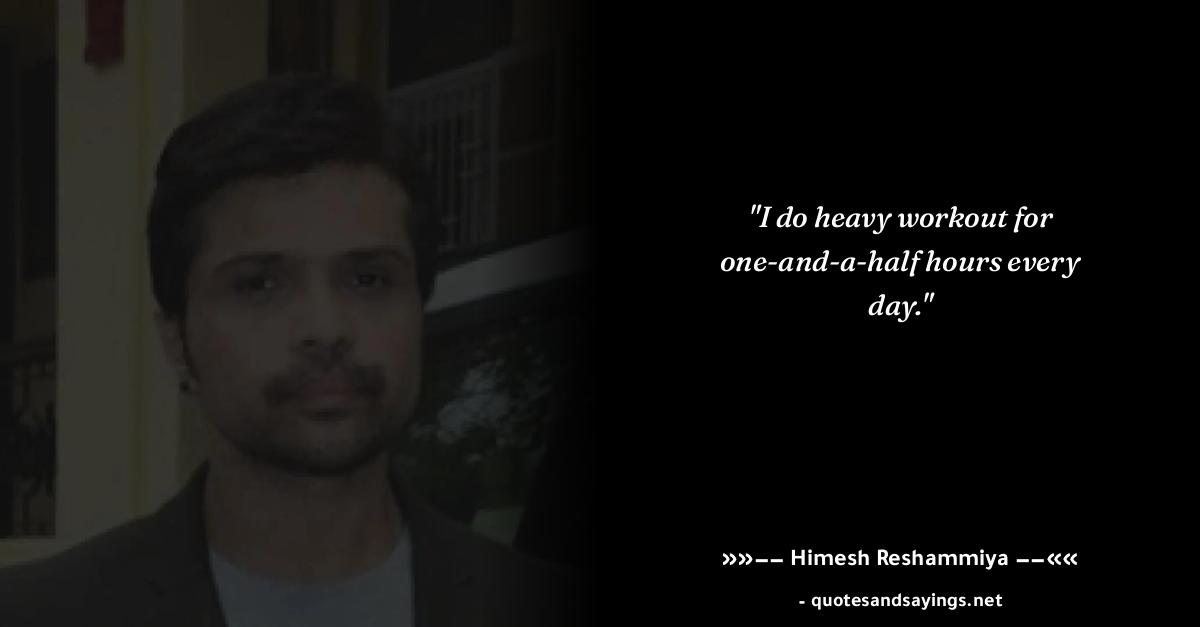 "I do heavy workout for
one-and-a-half hours every
day."
»»−− Himesh Reshammiya −−««
- quotesandsayings.net